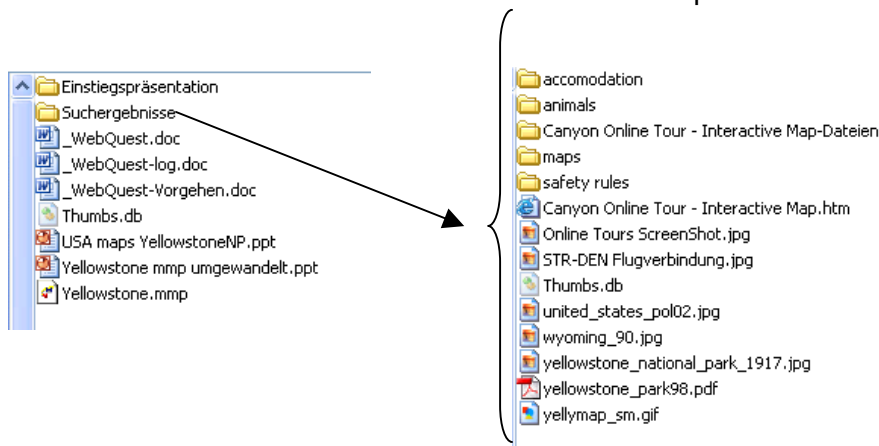 Einstiegspräsentation
Suchergebnisse
_WebQuest.doc
_WebQuest-log.doc
_WebQuest-Vorgehen.doc
Thumbs.db
USA maps YellowstoneNP.ppt
Yellowstone mmp umgewandelt.ppt
Yellowstone.mmp
accomodation
animals
Canyon Online Tour - Interactive Map-Dateien
maps
safety rules
Canyon Online Tour - Interactive Map.htm
Online Tours ScreenShot.jpg
STR-DEN Flugverbindung.jpg
Thumbs.db
united_states_pol02.jpg
wyoming_90.jpg
yellowstone_national_park_1917.jpg
yellowstone_park98.pdf
yellymap_sm.gif